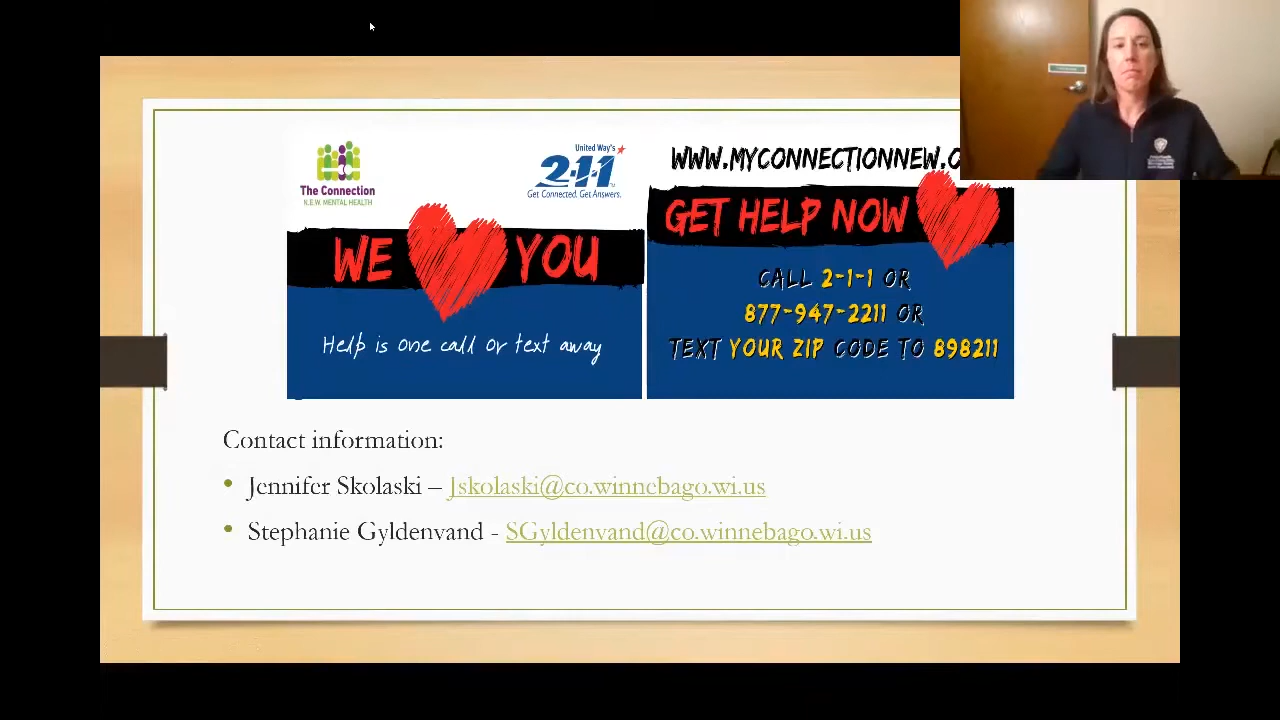 The Connection
N.E.W. MENTAL HEALTH
United Way's
2-1-1
Get Connected. Get Answers.
WE YOU
Help is one call or text away
WWW.MYCONNECTIONNEW.O
GET HELP NOW
CALL 2-1-1 OR
877-947-2211 OR
TEXT YOUR ZIP CODE TO 898211
Contact information:
• Jennifer Skolaski – Jskolaski@co.winnebago.wi.us
• Stephanie Gyldenvand - SGyldenvand@co.winnebago.wi.us